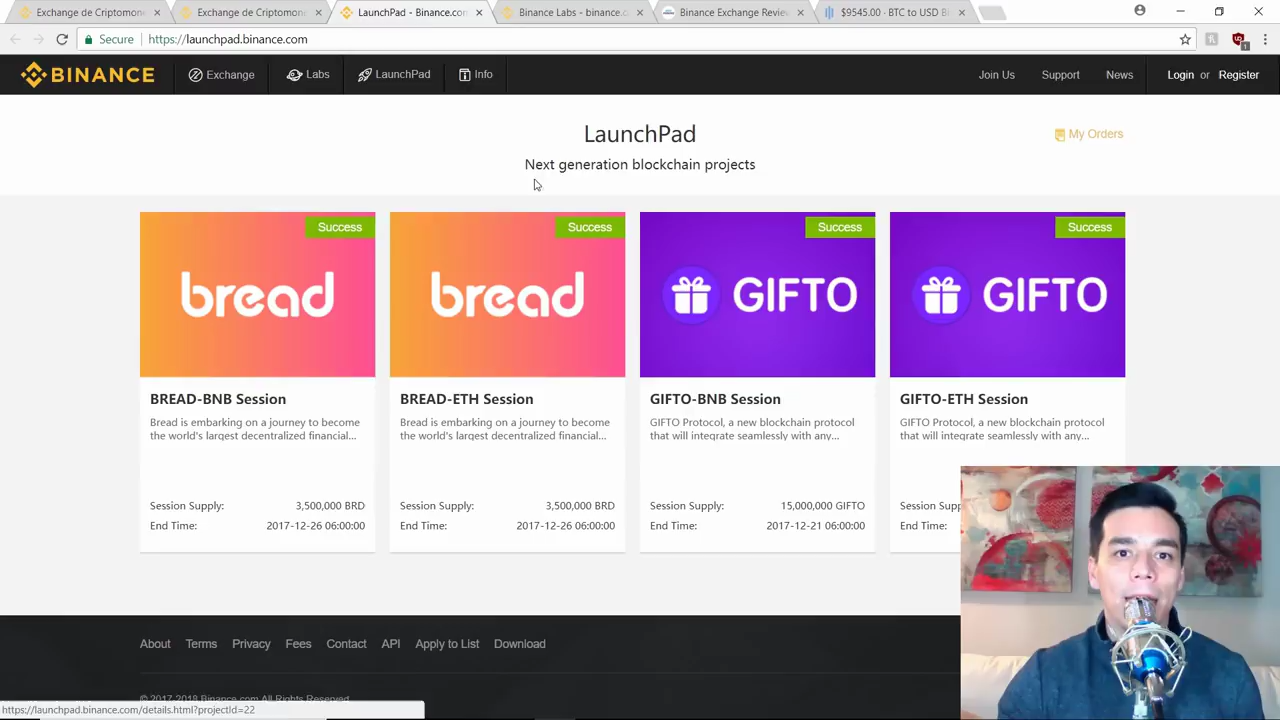 Exchange de Criptomone
Exchange de Criptomone
LaunchPad - Binance.co
Binance Labs - binance.c
Binance Exchange Revie
$9545.00 - BTC to USD B
Secure
https://launchpad.binance.com
1
BINANCE
Exchange
Labs
LaunchPad
Info
Join Us
Support
News
Login or Register
LaunchPad
My Orders
Next generation blockchain projects
Success
Success
Success
Success
bread
bread
GIFTO
GIFTO
BREAD-BNB Session
Bread is embarking on a journey to become
the world's largest decentralized financial...
Session Supply: 3,500,000 BRD
End Time: 2017-12-26 06:00:00
BREAD-ETH Session
Bread is embarking on a journey to become
the world's largest decentralized financial...
Session Supply: 3,500,000 BRD
End Time: 2017-12-26 06:00:00
GIFTO-BNB Session
GIFTO Protocol, a new blockchain protocol
that will integrate seamlessly with any...
Session Supply: 15,000,000 GIFTO
End Time: 2017-12-21 06:00:00
GIFTO-ETH Session
GIFTO Protocol, a new blockchain protocol
that will integrate seamlessly with any...
Session
End Time:
About Terms Privacy Fees Contact API Apply to List Download
© 2017-2018 Binance.com All Rights Reserved
https://launchpad.binance.com/details.html?projectId=22